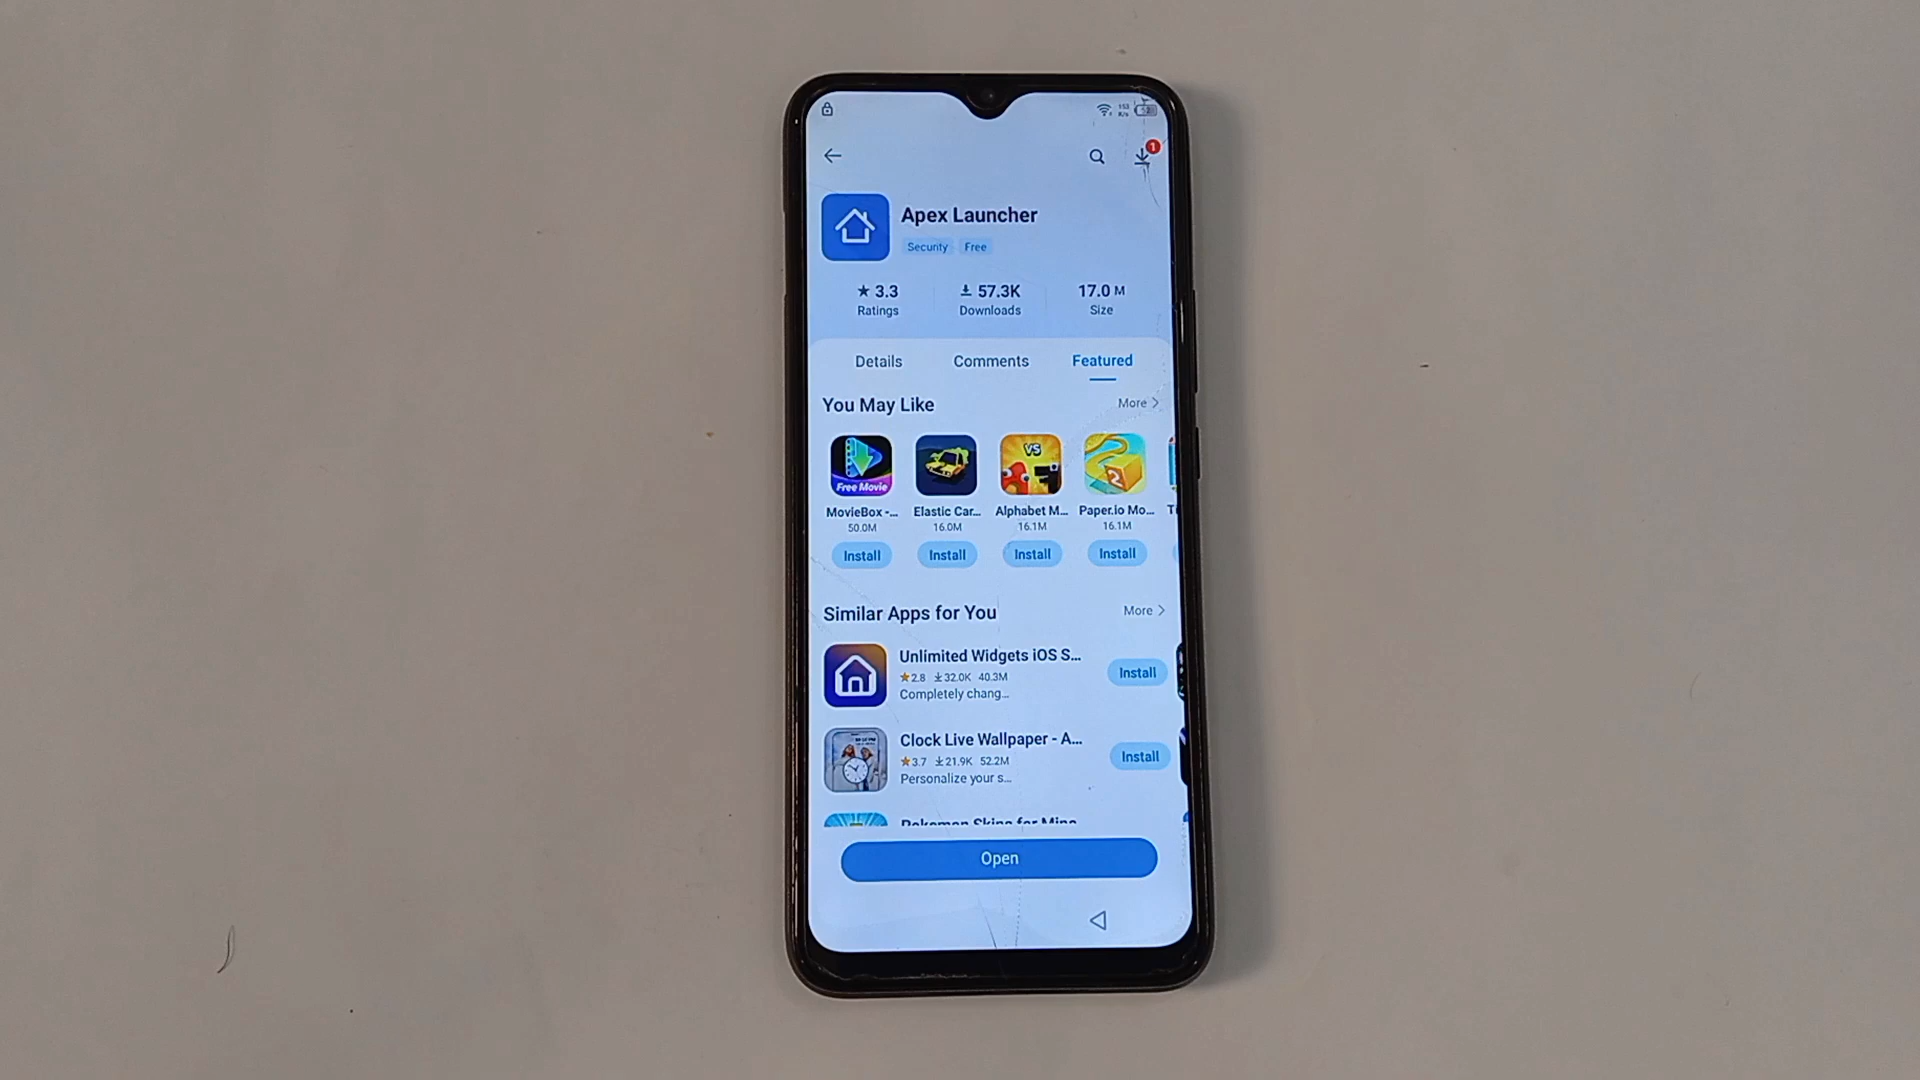 1
Apex Launcher
Security Free
★ 3.3 57.3K 17.0 M
Ratings Downloads Size
Details Comments Featured
You May Like More
VS
2
Free Movie
MovieBox -... Elastic Car... Alphabet M... Paper.io Mo...
50.0M 16.0M 16.1M 16.1M
Install Install Install Install
Similar Apps for You More
Unlimited Widgets iOS S...
★2.8 32.0K 40.3M
Completely chang...
Install
Clock Live Wallpaper - A...
★3.7 21.9K 52.2M
Personalize your s...
Install
Open